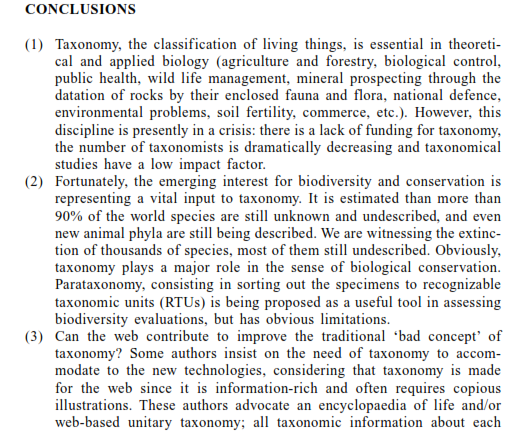 CONCLUSIONS
(1) Taxonomy, the classification of living things, is essential in theoreti-
cal and applied biology (agriculture and forestry, biological control,
public health, wild life management, mineral prospecting through the
datation of rocks by their enclosed fauna and flora, national defence,
environmental problems, soil fertility, commerce, etc.). However, this
discipline is presently in a crisis: there is a lack of funding for taxonomy,
the number of taxonomists is dramatically decreasing and taxonomical
studies have a low impact factor.
(2) Fortunately, the emerging interest for biodiversity and conservation is
representing a vital input to taxonomy. It is estimated than more than
90% of the world species are still unknown and undescribed, and even
new animal phyla are still being described. We are witnessing the extinc-
tion of thousands of species, most of them still undescribed. Obviously,
taxonomy plays a major role in the sense of biological conservation.
Parataxonomy, consisting in sorting out the specimens to recognizable
taxonomic units (RTUs) is being proposed as a useful tool in assessing
biodiversity evaluations, but has obvious limitations.
(3) Can the web contribute to improve the traditional ‘bad concept’ of
taxonomy? Some authors insist on the need of taxonomy to accom-
modate to the new technologies, considering that taxonomy is made
for the web since it is information-rich and often requires copious
illustrations. These authors advocate an encyclopaedia of life and/or
web-based unitary taxonomy; all taxonomic information about each